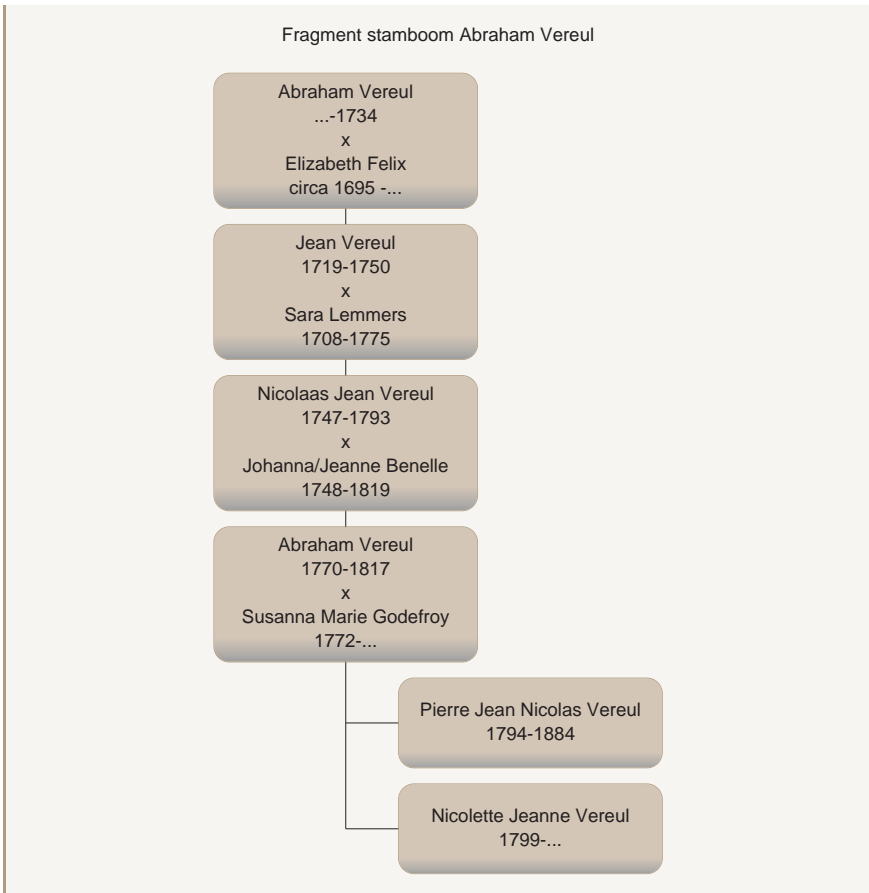 Fragment stamboom Abraham Vereul
Abraham Vereul
...-1734
x
Elizabeth Felix
circa 1695 -...
Jean Vereul
1719-1750
x
Sara Lemmers
1708-1775
Nicolaas Jean Vereul
1747-1793
x
Johanna/Jeanne Benelle
1748-1819
Abraham Vereul
1770-1817
x
Susanna Marie Godefroy
1772-...
Pierre Jean Nicolas Vereul
1794-1884
Nicolette Jeanne Vereul
1799-...